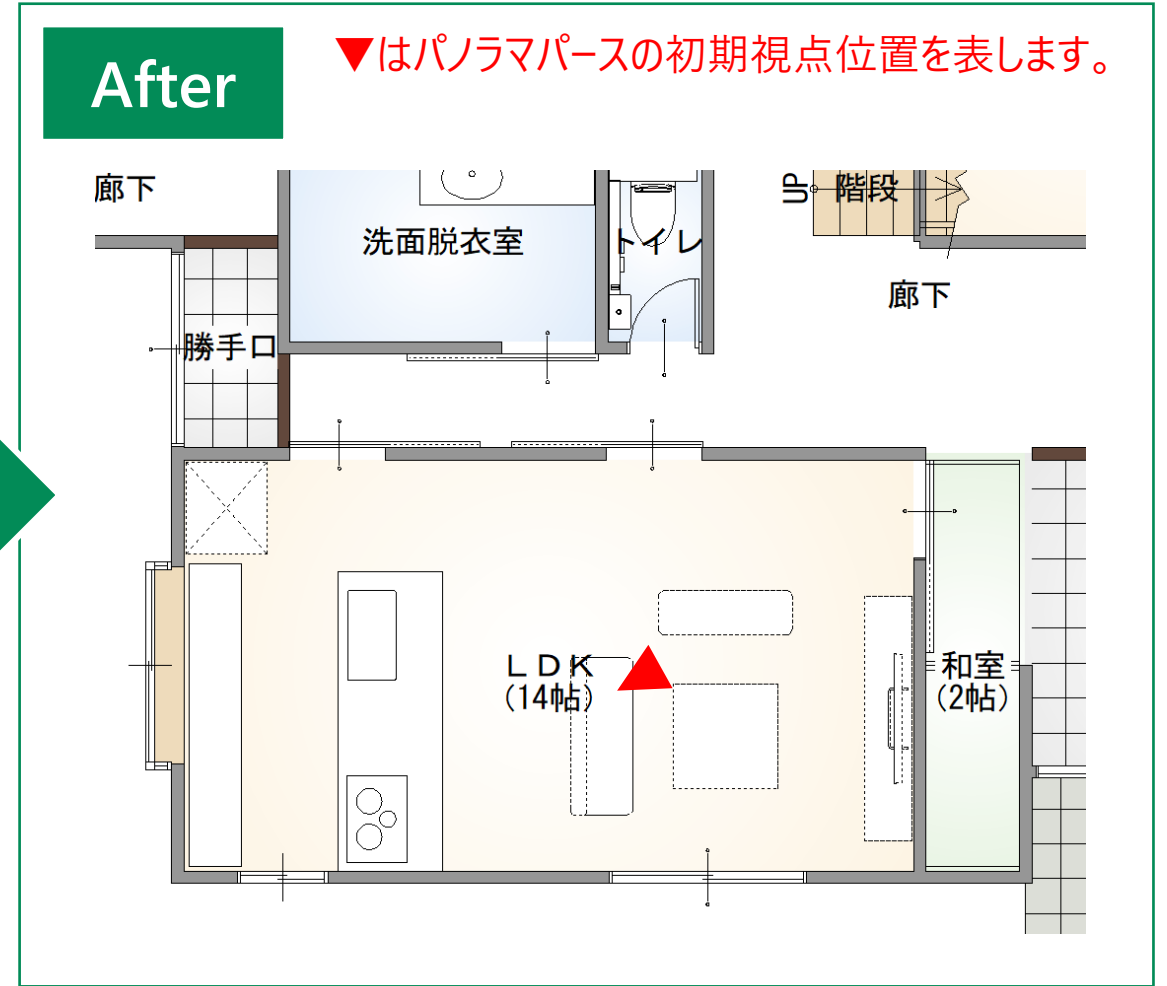 After
▼はパノラマパースの初期視点位置を表します。
廊下
洗面脱衣室
トイレ
UP
階段
廊下
勝手口
ＬＤＫ
（14帖）
和室
（2帖）